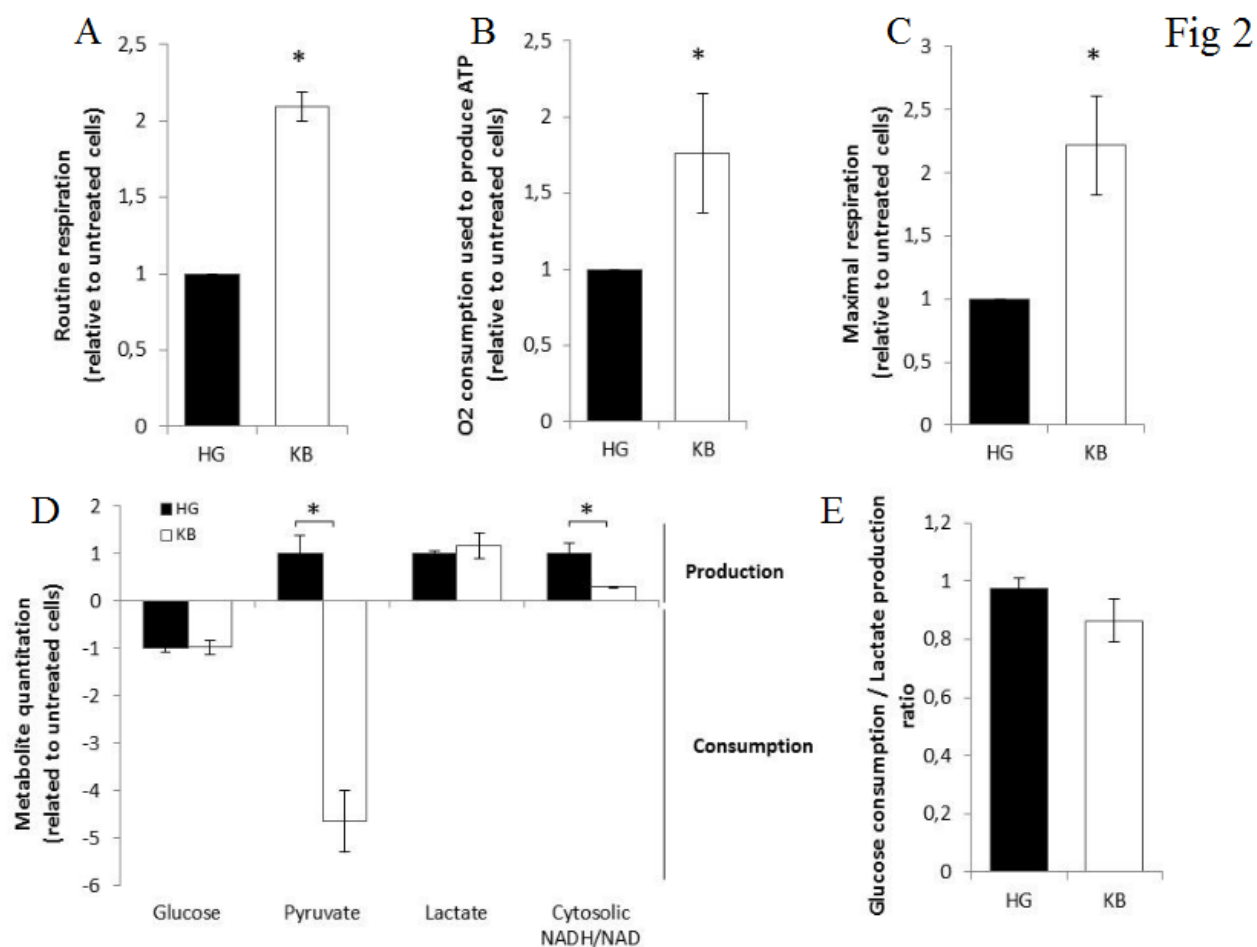 Fig 2
A
2,5
2
1,5
1
0,5
0
Routine respiration
(relative to untreated cells)
*
HG KB
B
2,5
2
1,5
1
0,5
0
O2 consumption used to produce ATP
(relative to untreated cells)
*
HG KB
C
3
2,5
2
1,5
1
0,5
0
Maximal respiration
(relative to untreated cells)
*
HG KB
D
2
1
0
-1
-2
-3
-4
-5
-6
Metabolite quantitation
(related to untreated cells)
HG
KB
*
*
Production
Consumption
Glucose Pyruvate Lactate Cytosolic
NADH/NAD
E
1,2
1
0,8
0,6
0,4
0,2
0
Glucose consumption / Lactate production
ratio
HG KB